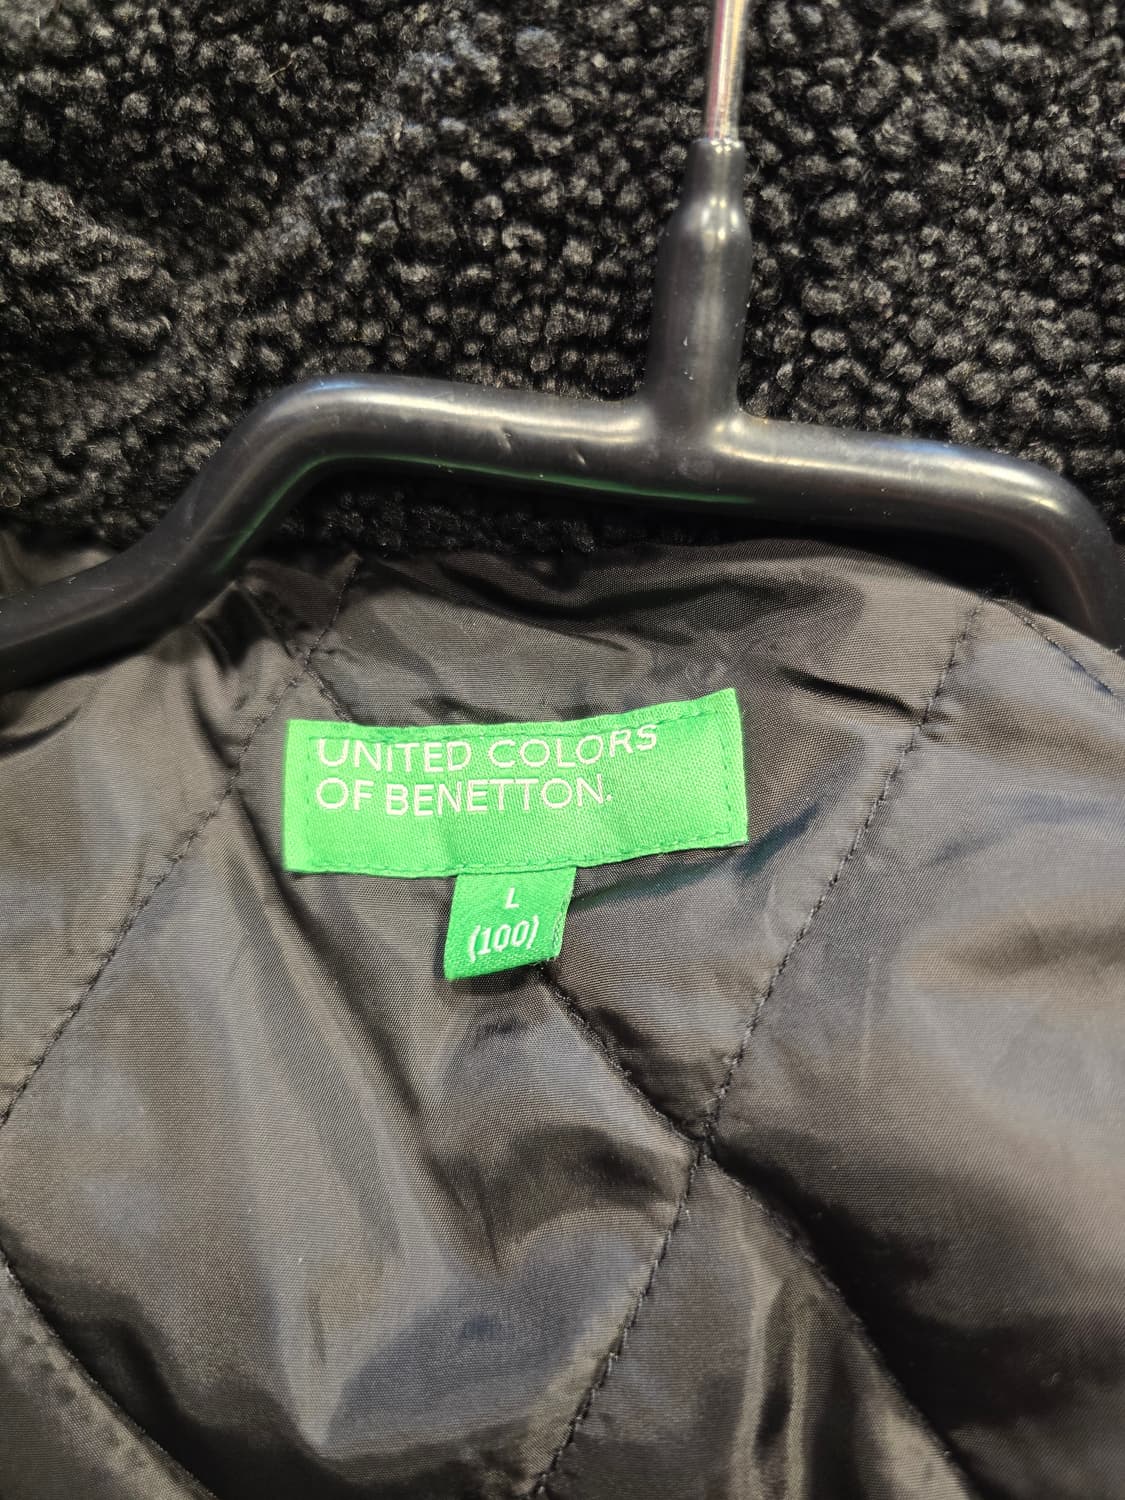 UNITED COLORS
OF BENETTON.
L
(100)